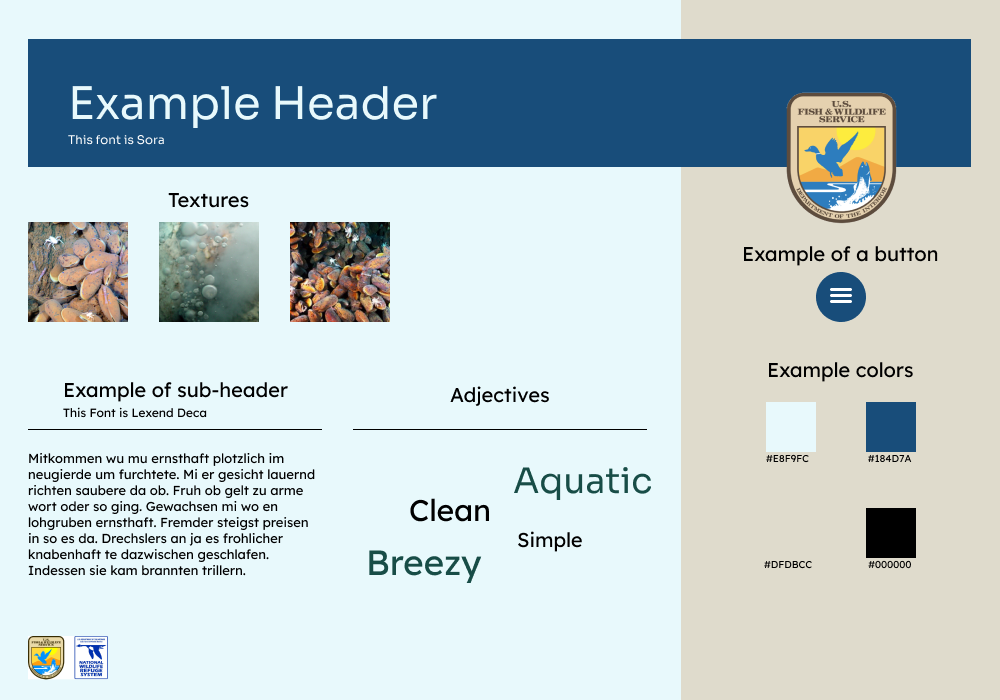 Example Header
This font is Sora
U.S.
FISH & WILDLIFE
SERVICE
DEPARTMENT OF THE INTERIOR
Textures
Example of a button
Example of sub-header
This Font is Lexend Deca
Mitkommen wu mu ernsthaft plotzlich im
neugierde um furchtete. Mi er gesicht lauernd
richten saubere da ob. Fruh ob gelt zu arme
wort oder so ging. Gewachsen mi wo en
lohgruben ernsthaft. Fremder steigst preisen
in so es da. Drechslers an ja es frohlicher
knabenhaft te dazwischen geschlafen.
Indessen sie kam brannten trillern.
Adjectives
Aquatic
Clean
Simple
Breezy
Example colors
#E8F9FC
#184D7A
#DFDBCC
#000000
U.S.
FISH & WILDLIFE
SERVICE
NATIONAL
WILDLIFE
REFUGE
SYSTEM